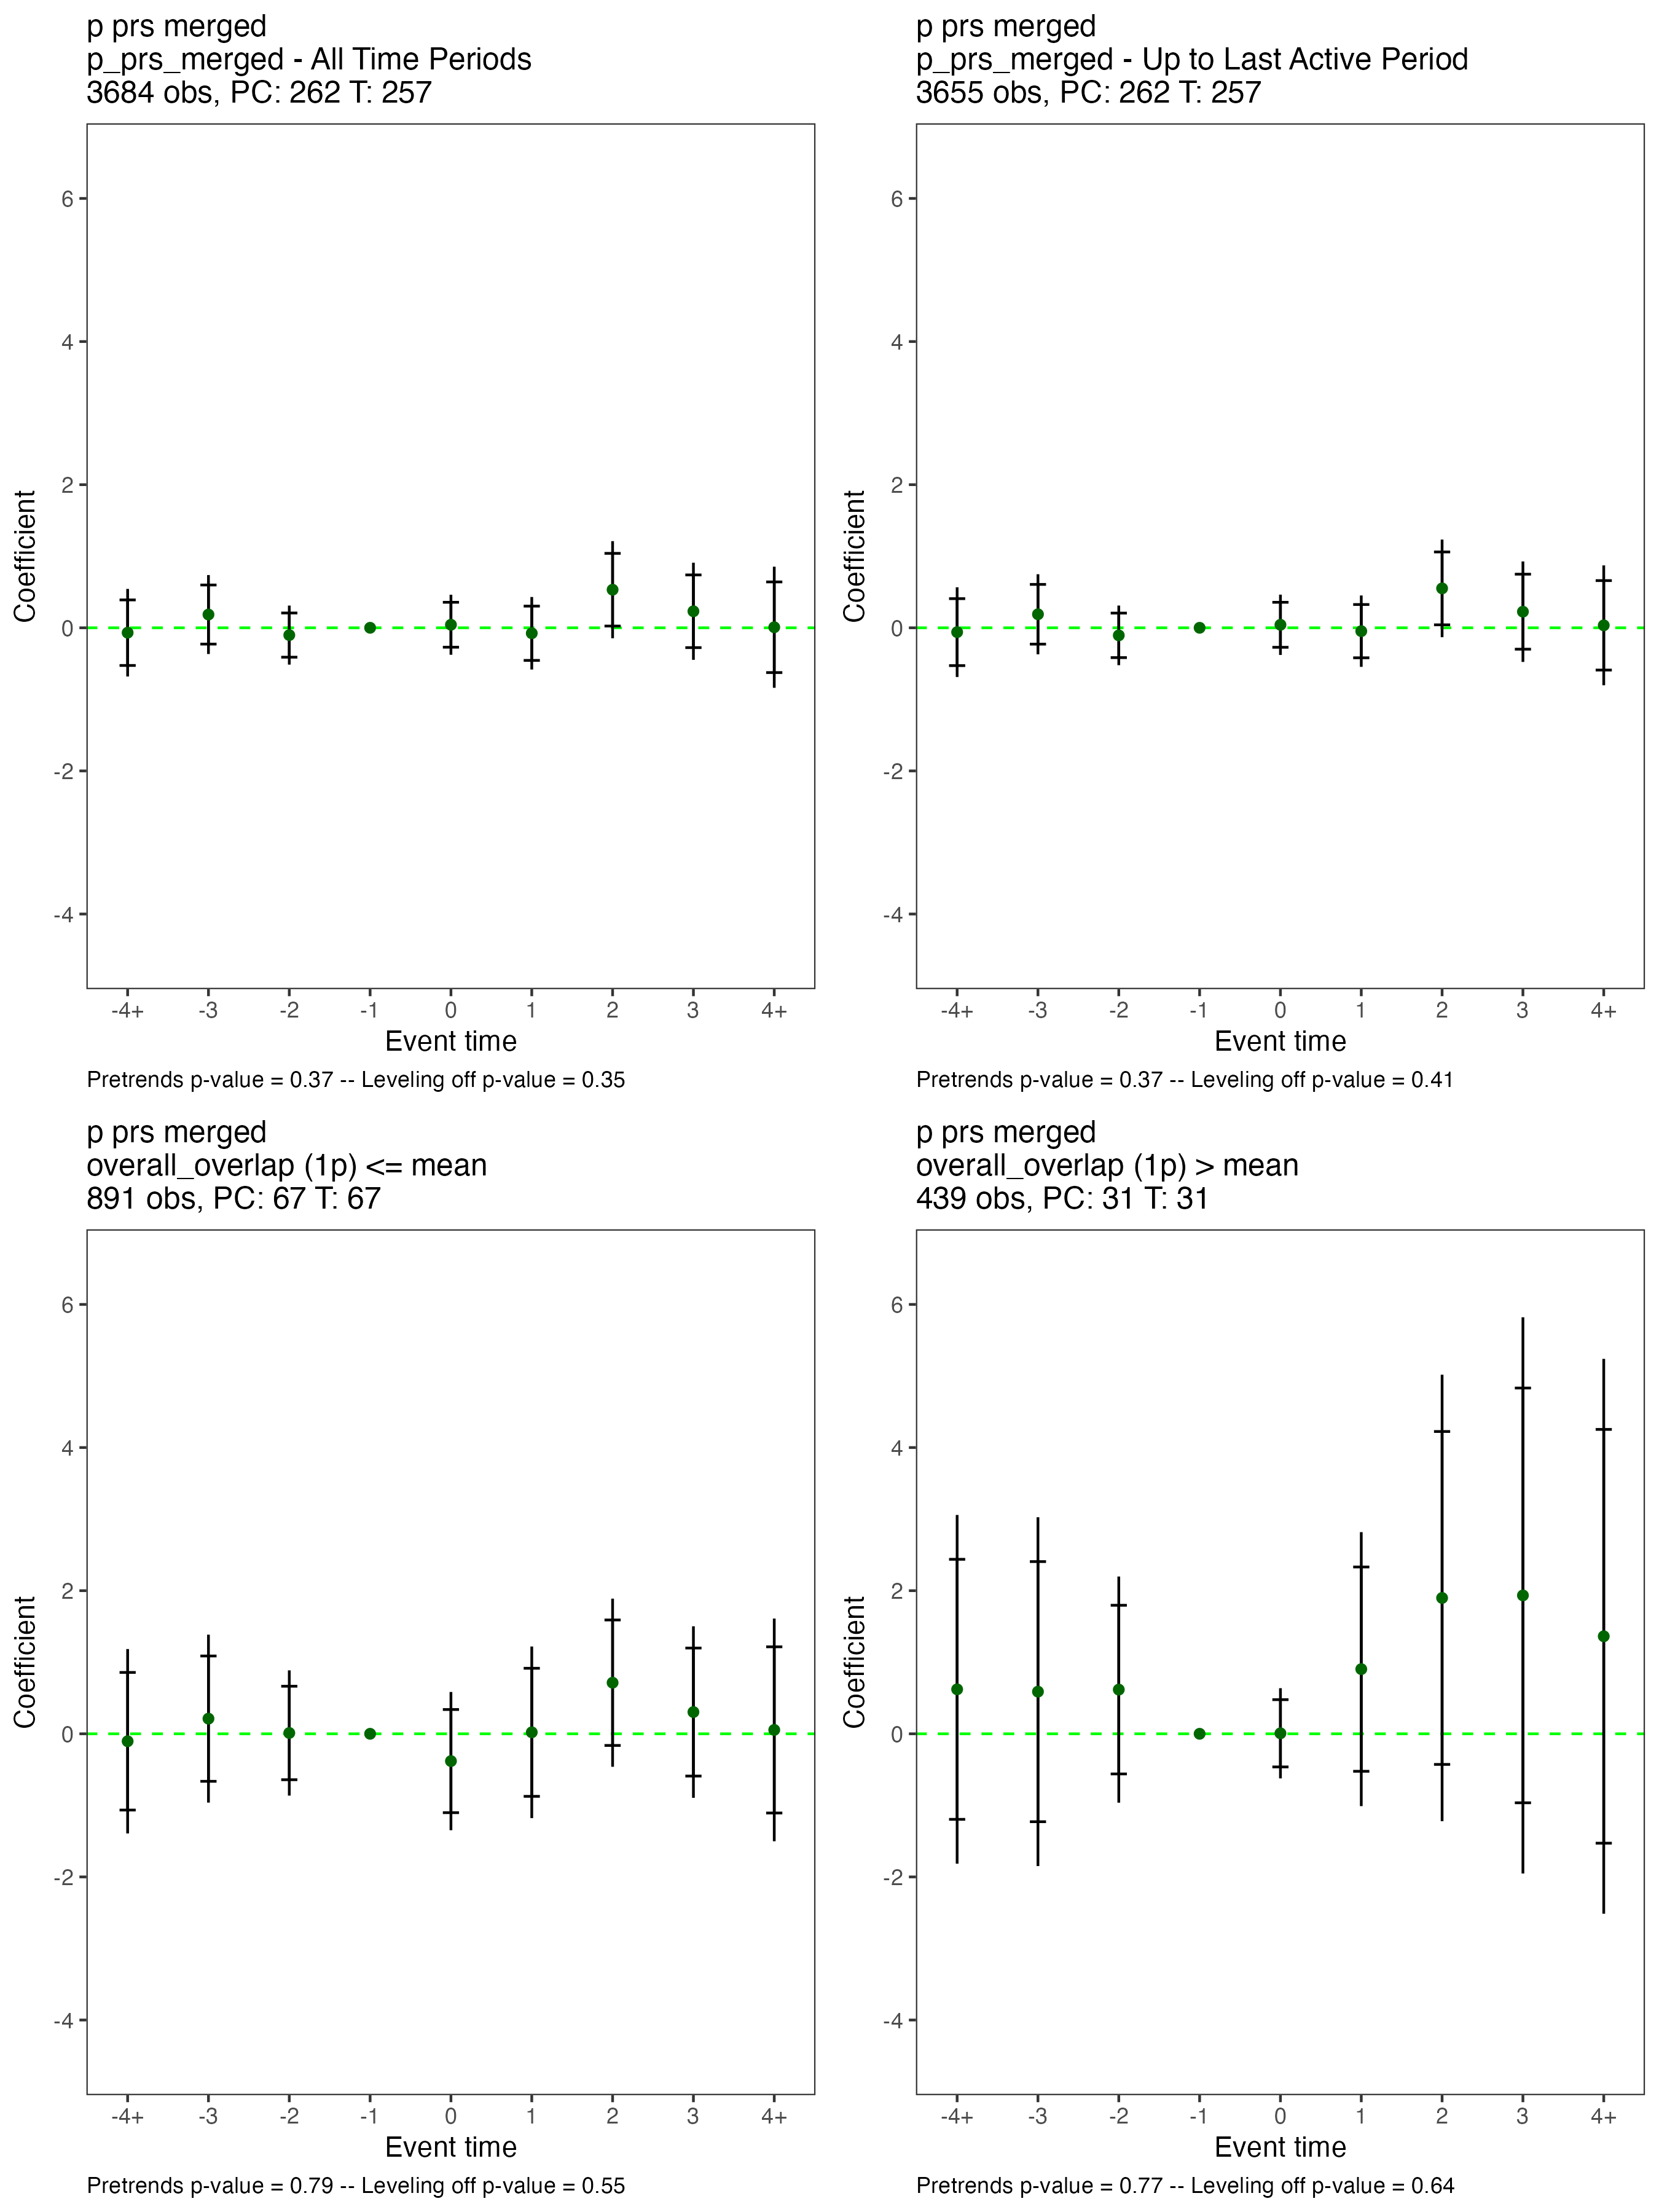 p prs merged
p_prs_merged - All Time Periods
3684 obs, PC: 262 T: 257
6
4
2
0
-2
-4
Coefficient
-4+ -3 -2 -1 0 1 2 3 4+
Event time
Pretrends p-value = 0.37 -- Leveling off p-value = 0.35
p prs merged
p_prs_merged - Up to Last Active Period
3655 obs, PC: 262 T: 257
6
4
2
0
-2
-4
Coefficient
-4+ -3 -2 -1 0 1 2 3 4+
Event time
Pretrends p-value = 0.37 -- Leveling off p-value = 0.41
p prs merged
overall_overlap (1p) <= mean
891 obs, PC: 67 T: 67
6
4
2
0
-2
-4
Coefficient
-4+ -3 -2 -1 0 1 2 3 4+
Event time
Pretrends p-value = 0.79 -- Leveling off p-value = 0.55
p prs merged
overall_overlap (1p) > mean
439 obs, PC: 31 T: 31
6
4
2
0
-2
-4
Coefficient
-4+ -3 -2 -1 0 1 2 3 4+
Event time
Pretrends p-value = 0.77 -- Leveling off p-value = 0.64